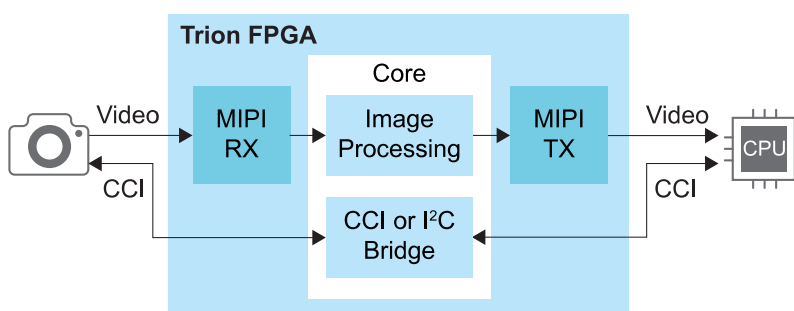 Trion FPGA
Core
Video
MIPI
RX
Image
Processing
MIPI
TX
Video
CPU
CCI
CCI
CCI or I²C
Bridge